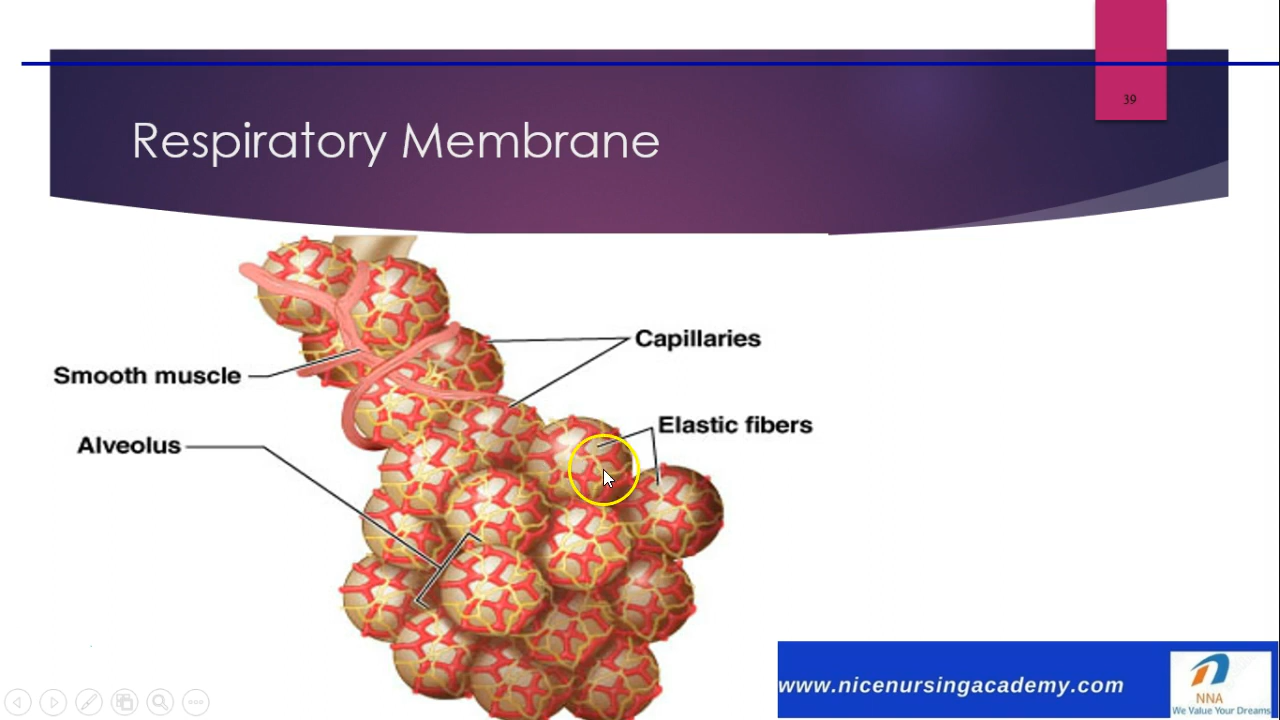 39
Respiratory Membrane
Capillaries
Smooth muscle
Elastic fibers
Alveolus
www.nicenursingacademy.com
NNA
We Value Your Dreams